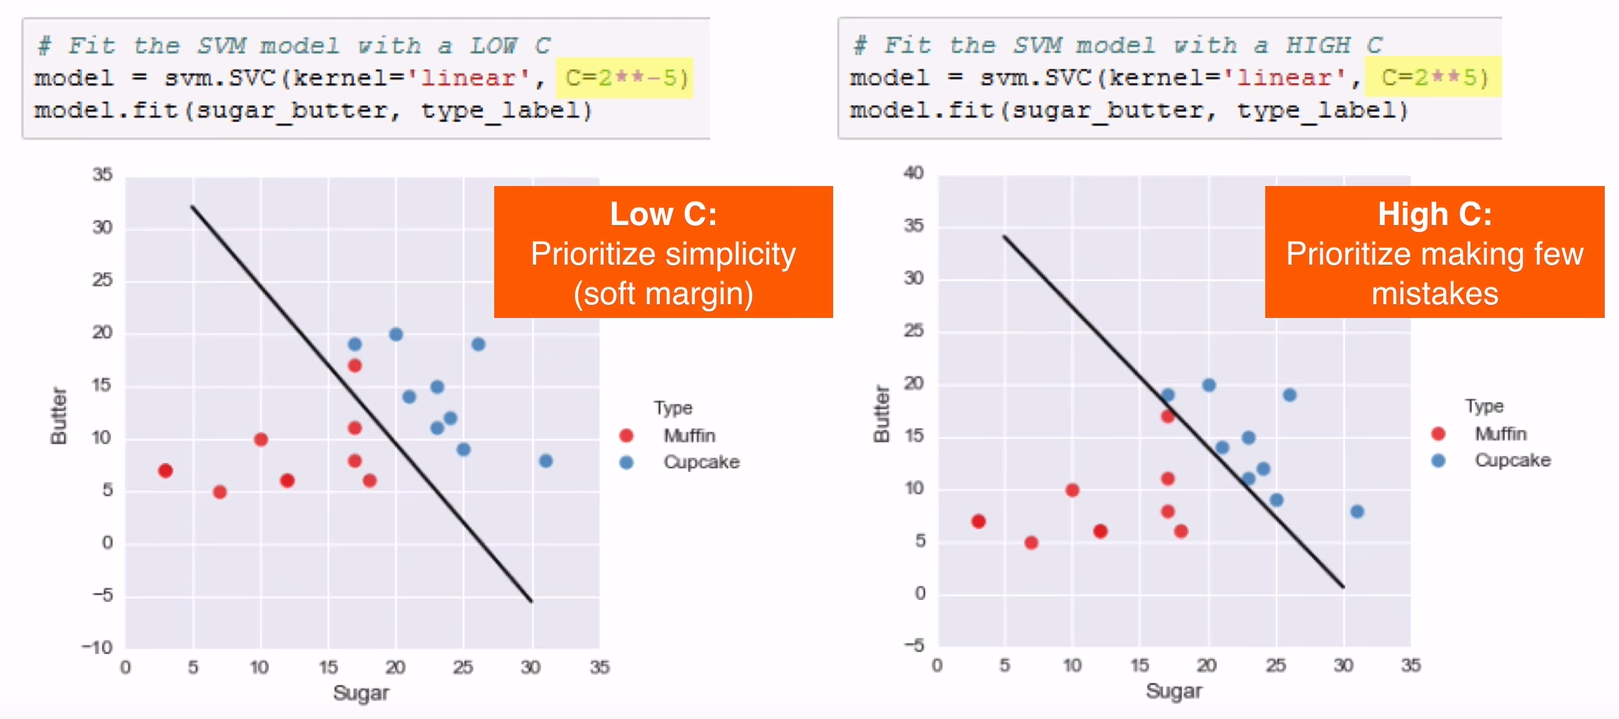 # Fit the SVM model with a LOW C
model = svm.SVC(kernel='linear', C=2**-5)
model.fit(sugar_butter, type_label)
35
30
25
20
15
10
5
0
−5
−10
Butter
0 5 10 15 20 25 30 35
Sugar
Low C:
Prioritize simplicity
(soft margin)
Type
Muffin
Cupcake
# Fit the SVM model with a HIGH C
model = svm.SVC(kernel='linear', C=2**5)
model.fit(sugar_butter, type_label)
40
35
30
25
20
15
10
5
0
−5
Butter
0 5 10 15 20 25 30 35
Sugar
High C:
Prioritize making few
mistakes
Type
Muffin
Cupcake